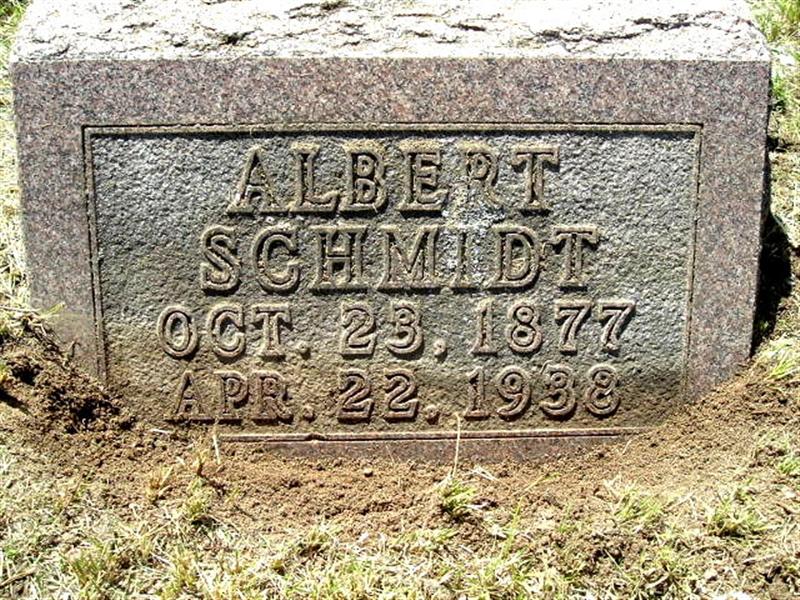 ALBERT
SCHMIDT
OCT. 23, 1877
APR. 22, 1938